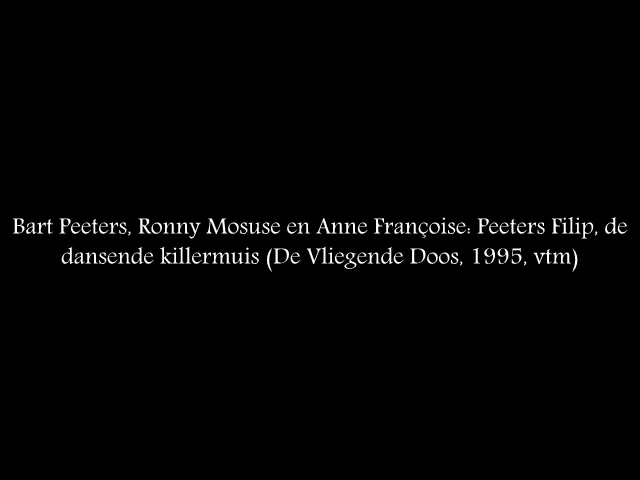 Bart Peeters, Ronny Mosuse en Anne Françoise: Peeters Filip, de
dansende killermuis (De Vliegende Doos, 1995, vtm)